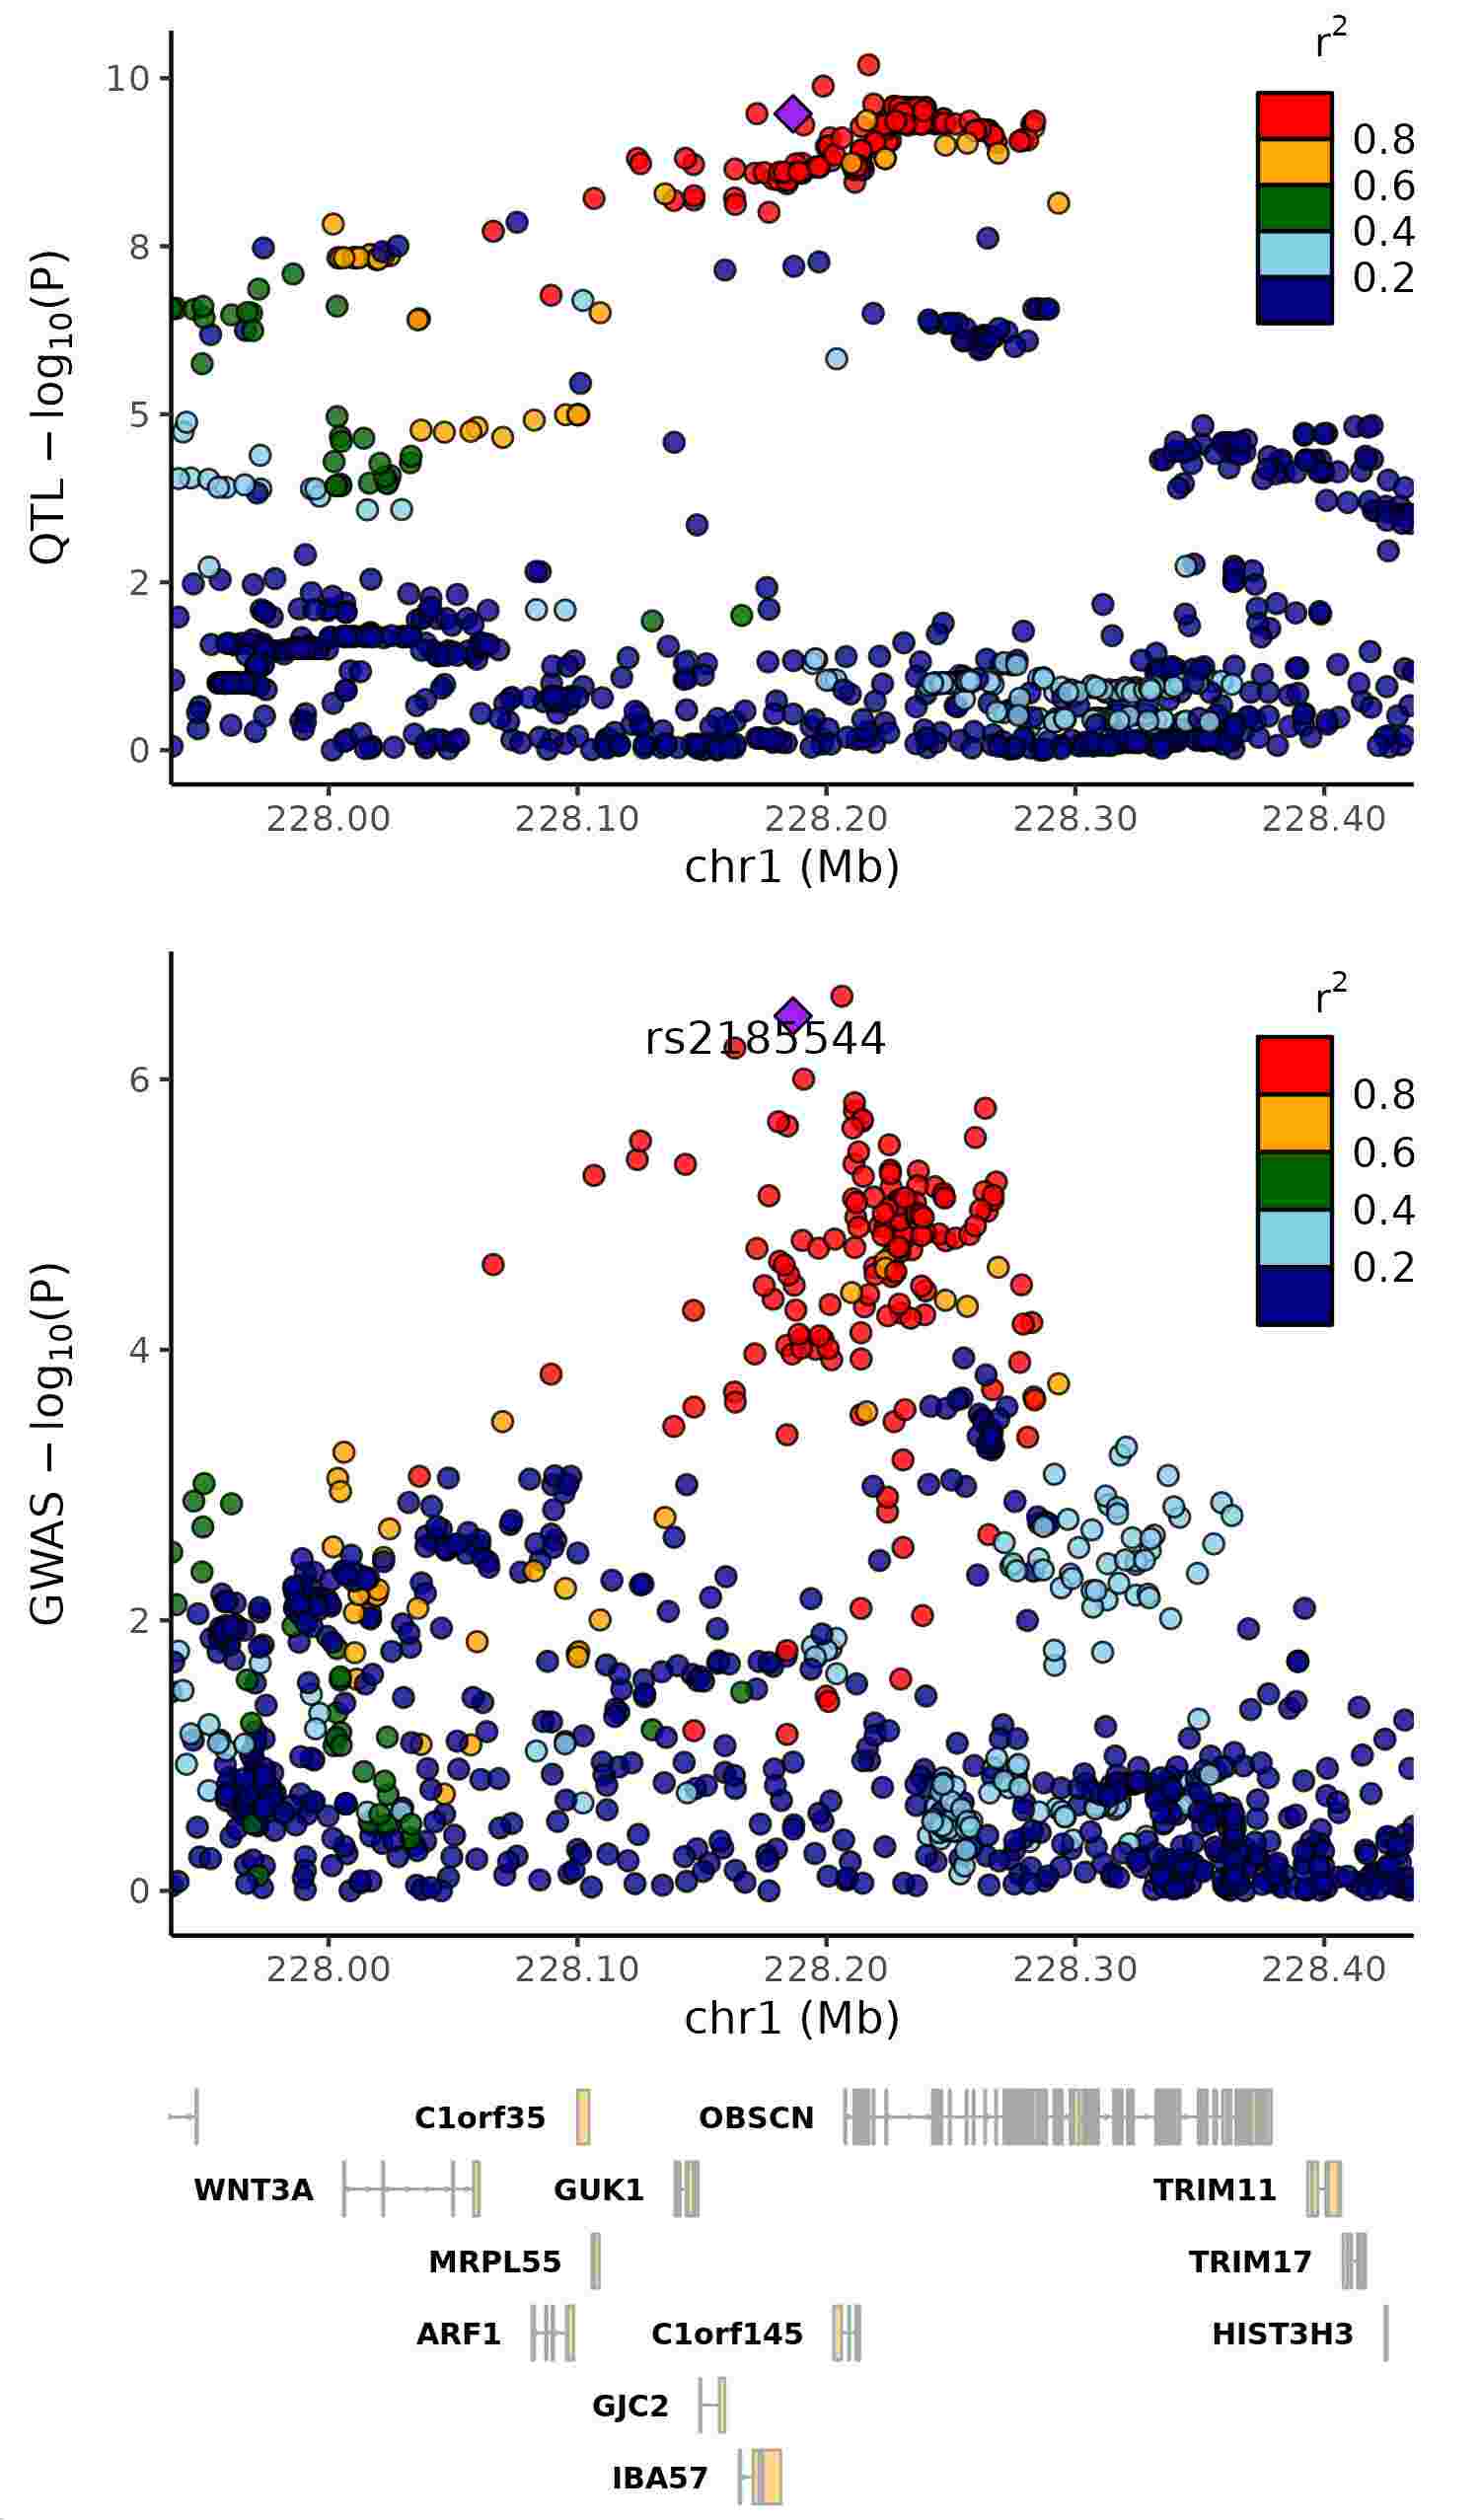 r²
10
8
5
2
0
0.8
0.6
0.4
0.2
QTL − log₁₀(P)
228.00 228.10 228.20 228.30 228.40
chr1 (Mb)
r²
rs2185544
6
4
2
0
0.8
0.6
0.4
0.2
GWAS − log₁₀(P)
228.00 228.10 228.20 228.30 228.40
chr1 (Mb)
C1orf35 OBSCN
WNT3A GUK1 TRIM11
MRPL55 TRIM17
ARF1 C1orf145 HIST3H3
GJC2
IBA57